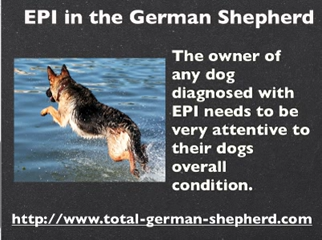 EPI in the German Shepherd
The owner of
any dog
diagnosed with
EPI needs to be
very attentive to
their dogs
overall
condition.
http://www.total-german-shepherd.com